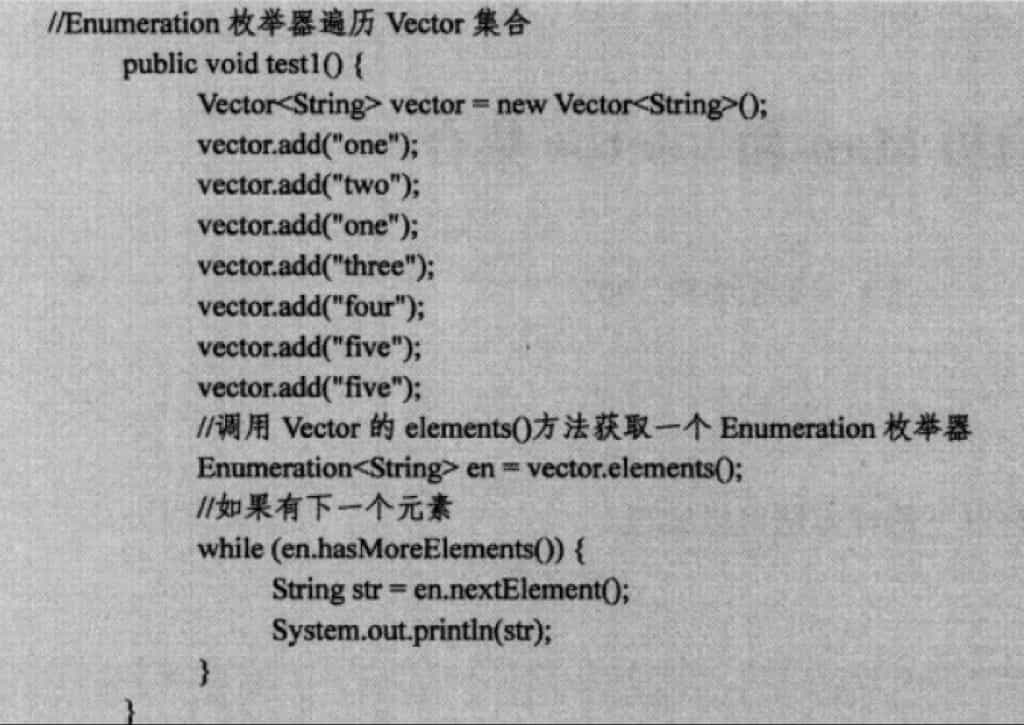 //Enumeration 枚举器遍历 Vector 集合
public void test1() {
Vector<String> vector = new Vector<String>();
vector.add("one");
vector.add("two");
vector.add("one");
vector.add("three");
vector.add("four");
vector.add("five");
vector.add("five");
//调用 Vector 的 elements()方法获取一个 Enumeration 枚举器
Enumeration<String> en = vector.elements();
//如果有下一个元素
while (en.hasMoreElements()) {
String str = en.nextElement();
System.out.println(str);
}
}